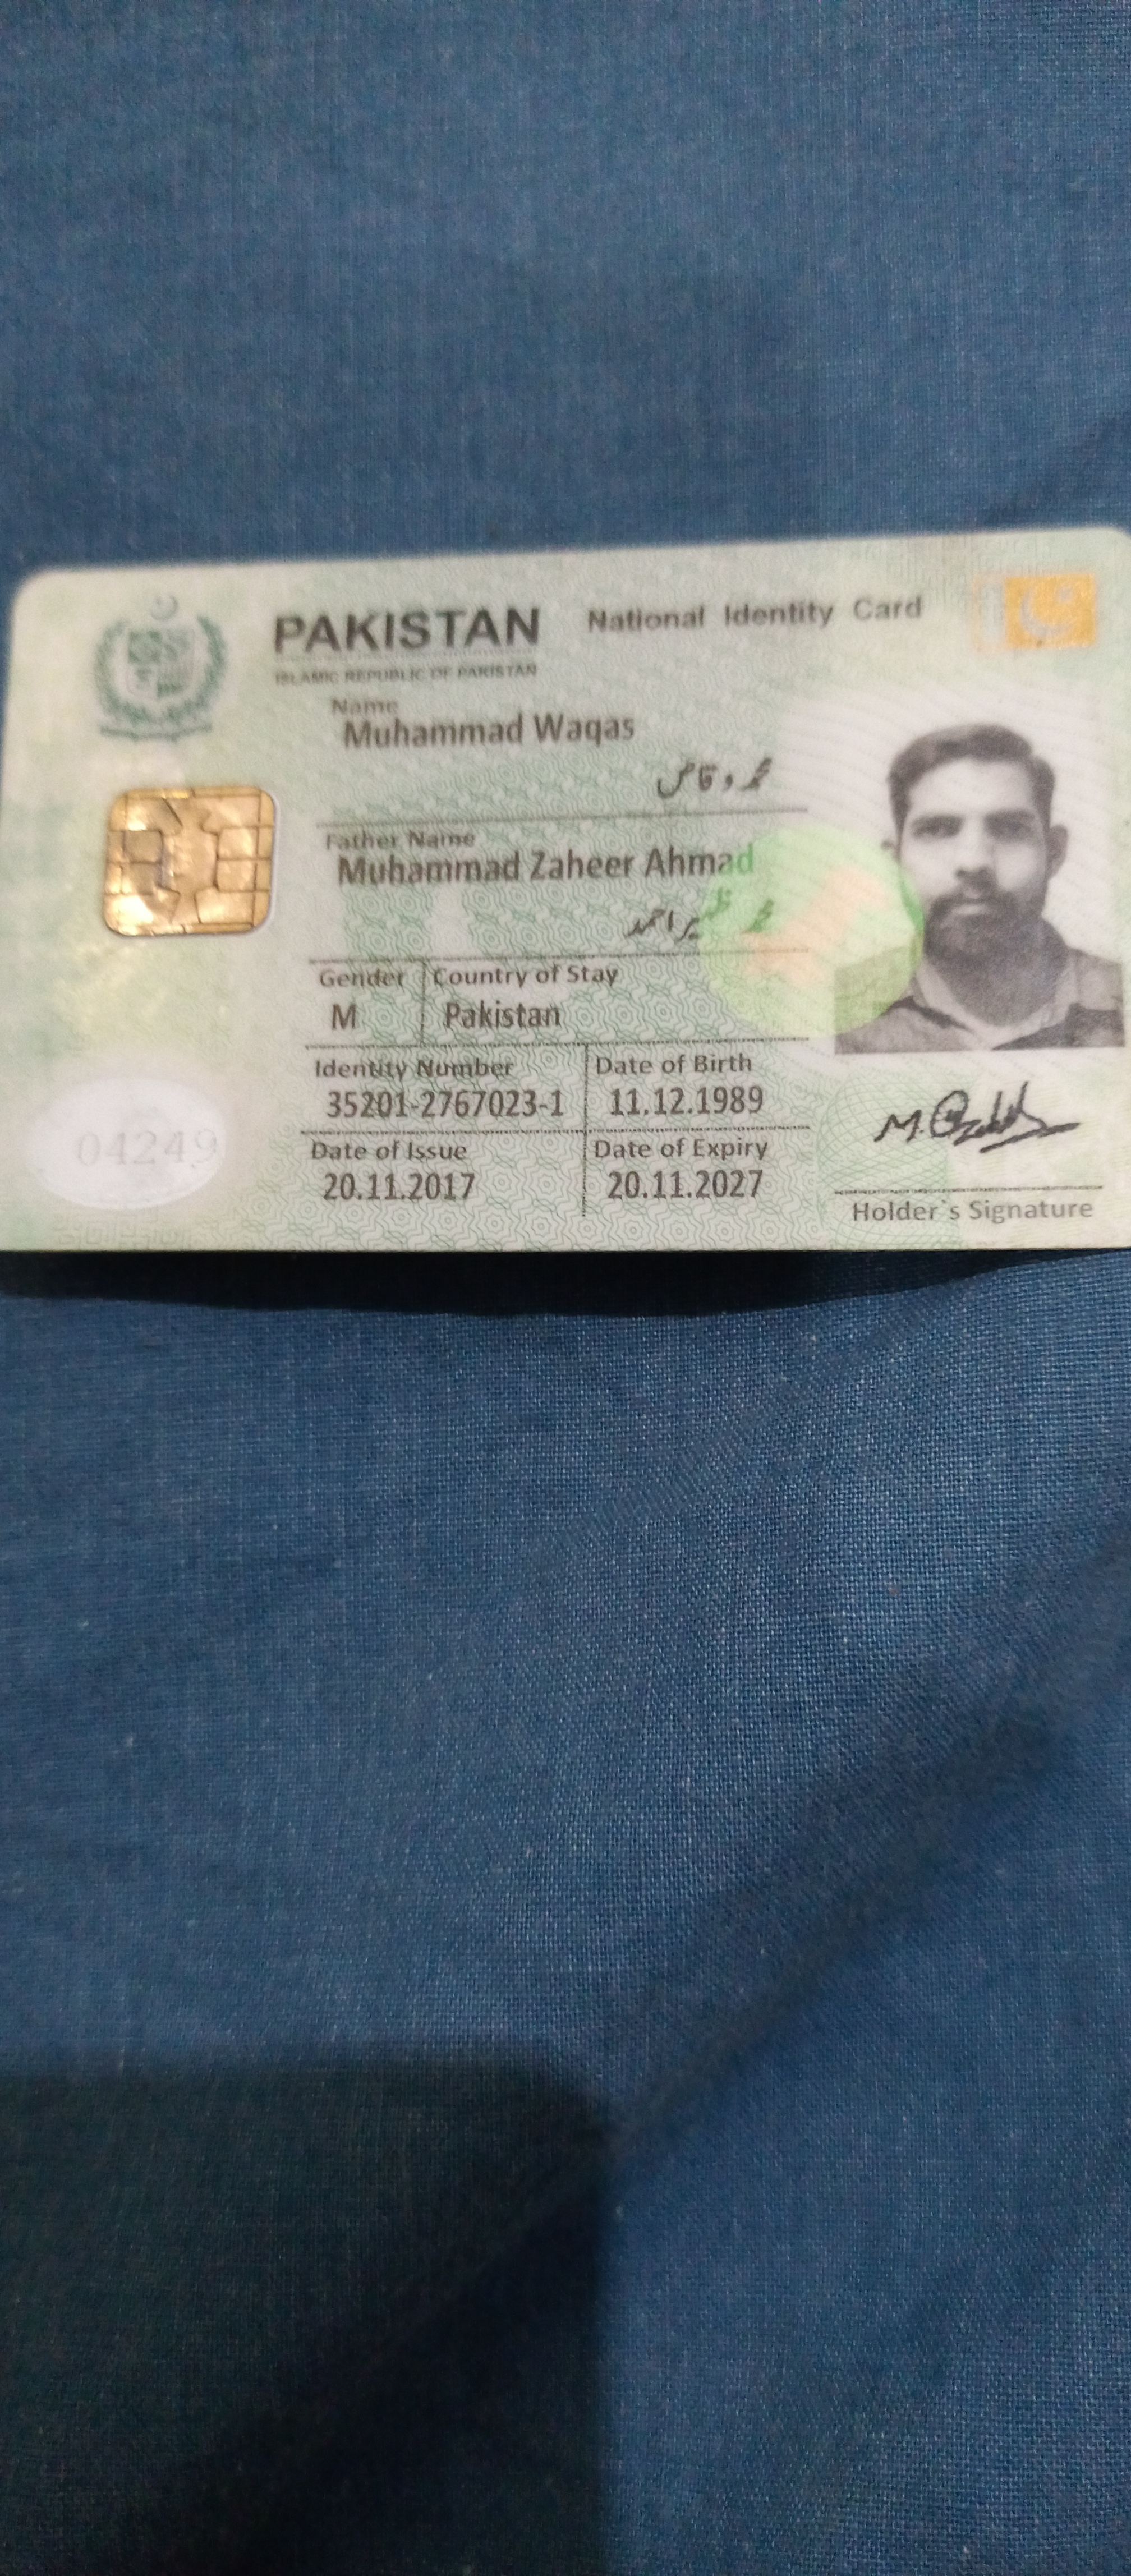 PAKISTAN National Identity Card
ISLAMIC REPUBLIC OF PAKISTAN
Name
Muhammad Waqas
محمد وقاص
Father Name
Muhammad Zaheer Ahmad
محمد ظہیر احمد
Gender Country of Stay
M Pakistan
Identity Number Date of Birth
35201-2767023-1 11.12.1989
Date of Issue Date of Expiry
20.11.2017 20.11.2027
04249
Holder`s Signature